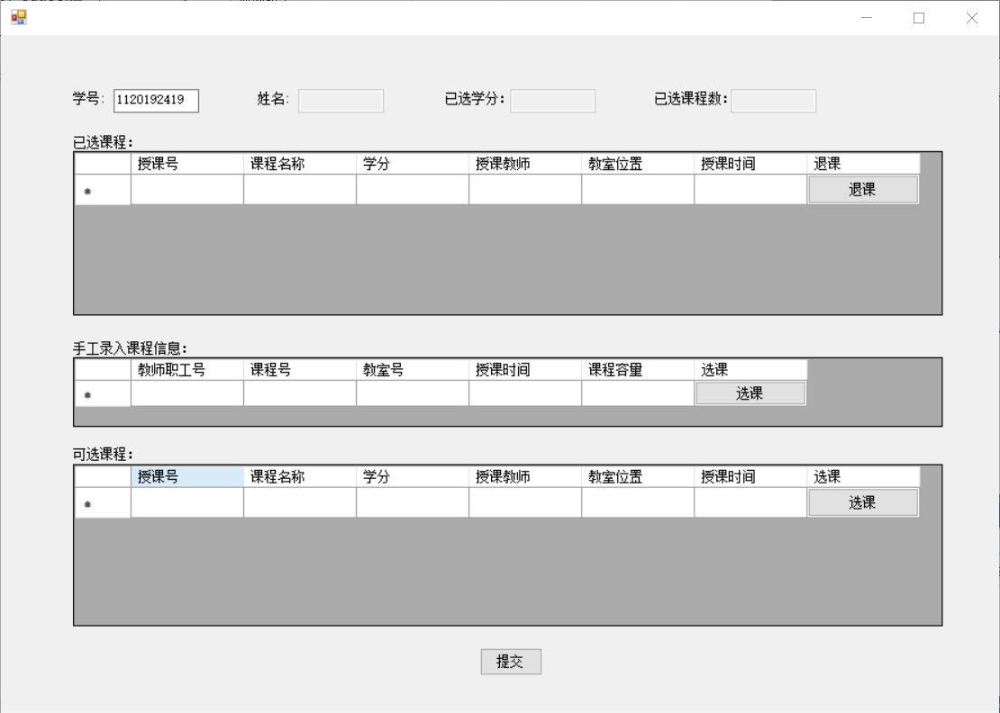 学号： 1120192419 姓名： 已选学分： 已选课程数：
已选课程：
授课号 课程名称 学分 授课教师 教室位置 授课时间 退课
退课
手工录入课程信息：
教师职工号 课程号 教室号 授课时间 课程容量 选课
选课
可选课程：
授课号 课程名称 学分 授课教师 教室位置 授课时间 选课
选课
提交